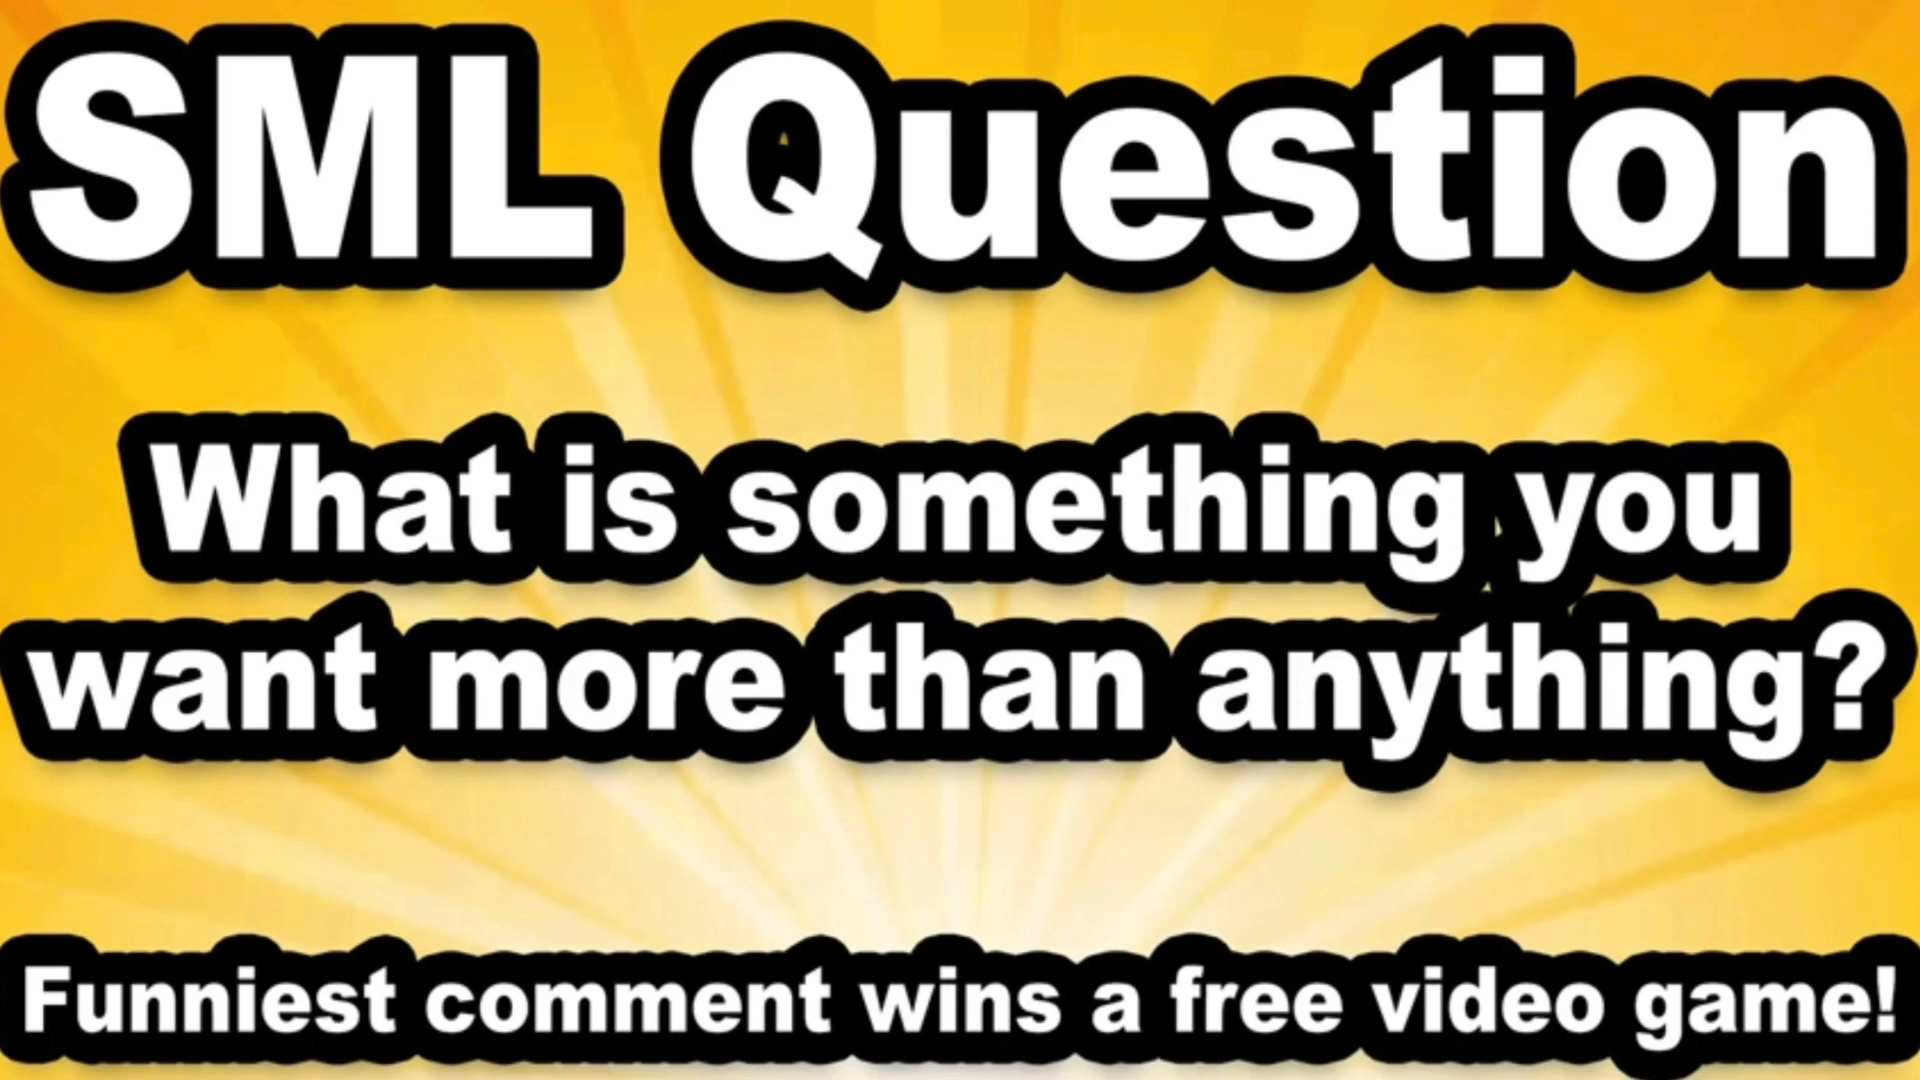 SML Question
What is something you
want more than anything?
Funniest comment wins a free video game!